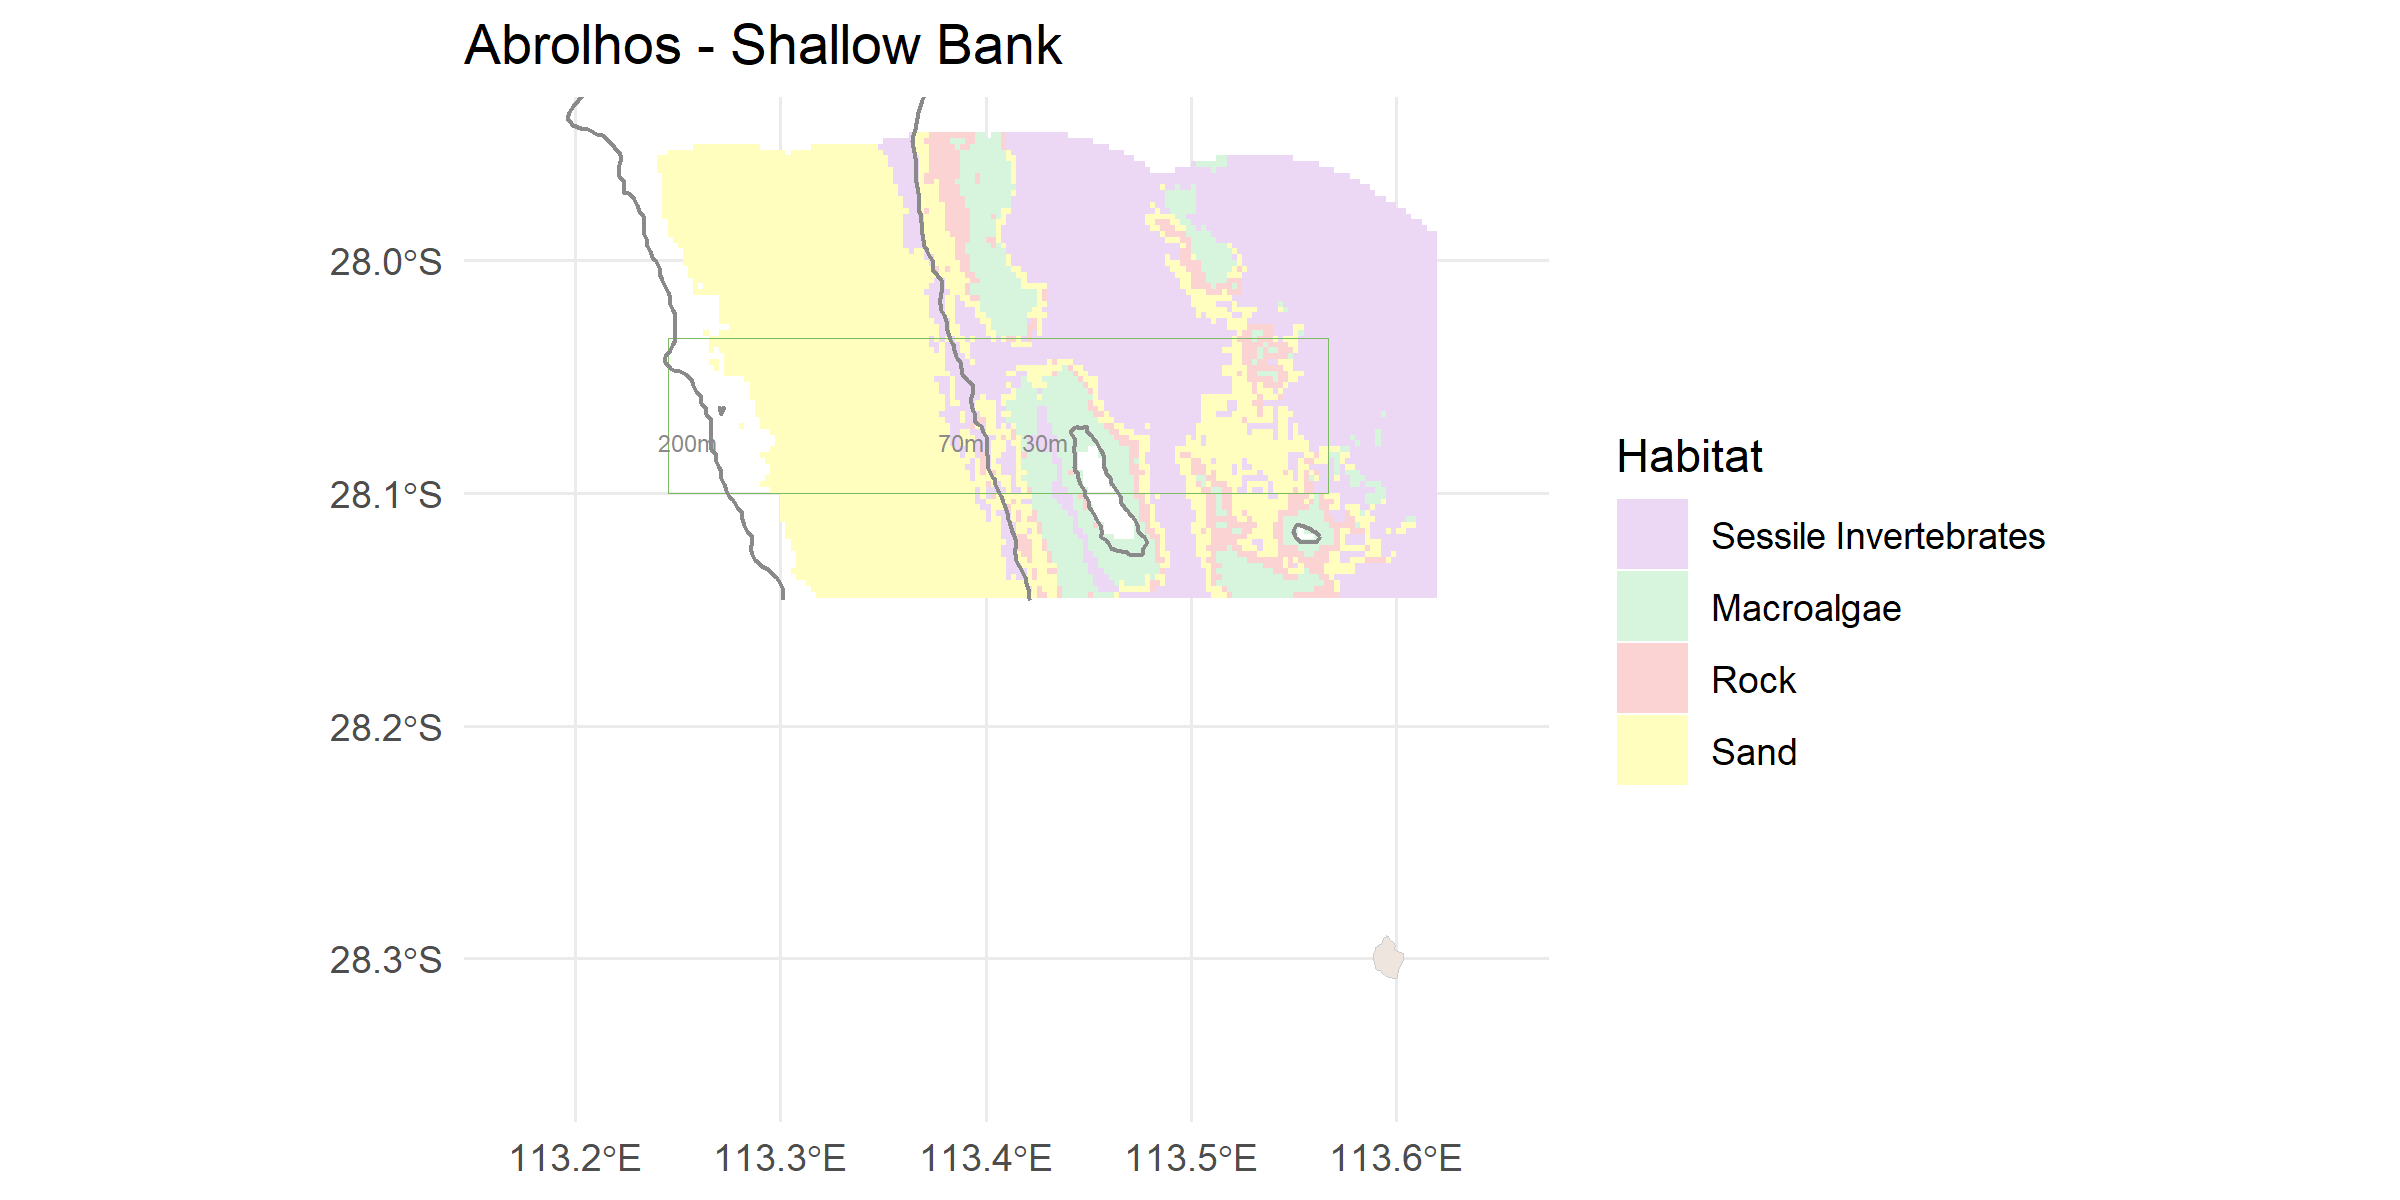 Abrolhos - Shallow Bank
28.0°S
28.1°S
28.2°S
28.3°S
200m
70m
30m
113.2°E
113.3°E
113.4°E
113.5°E
113.6°E
Habitat
Sessile Invertebrates
Macroalgae
Rock
Sand